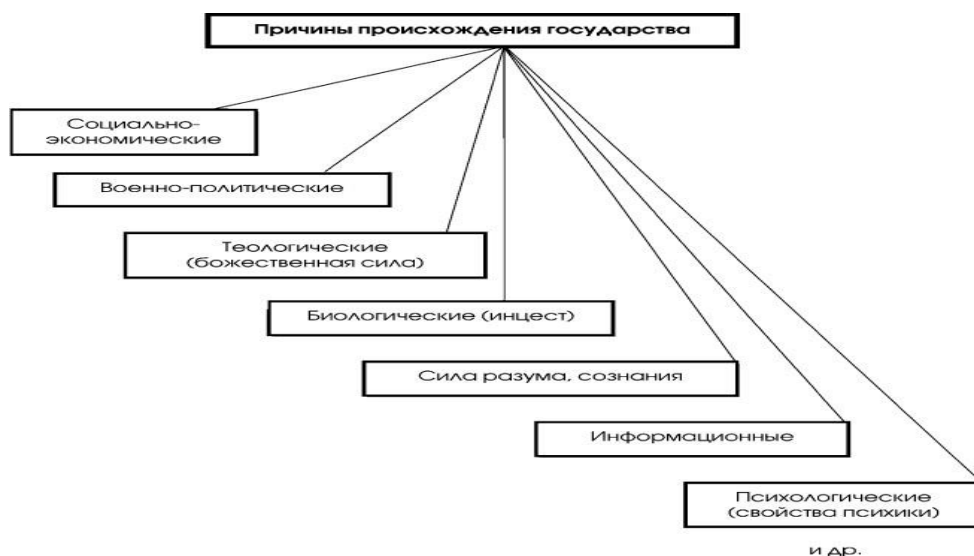 Причины происхождения государства
Социально-
экономические
Военно-политические
Теологические
(божественная сила)
Биологические (инцест)
Сила разума, сознания
Информационные
Психологические
(свойства психики)
и др.